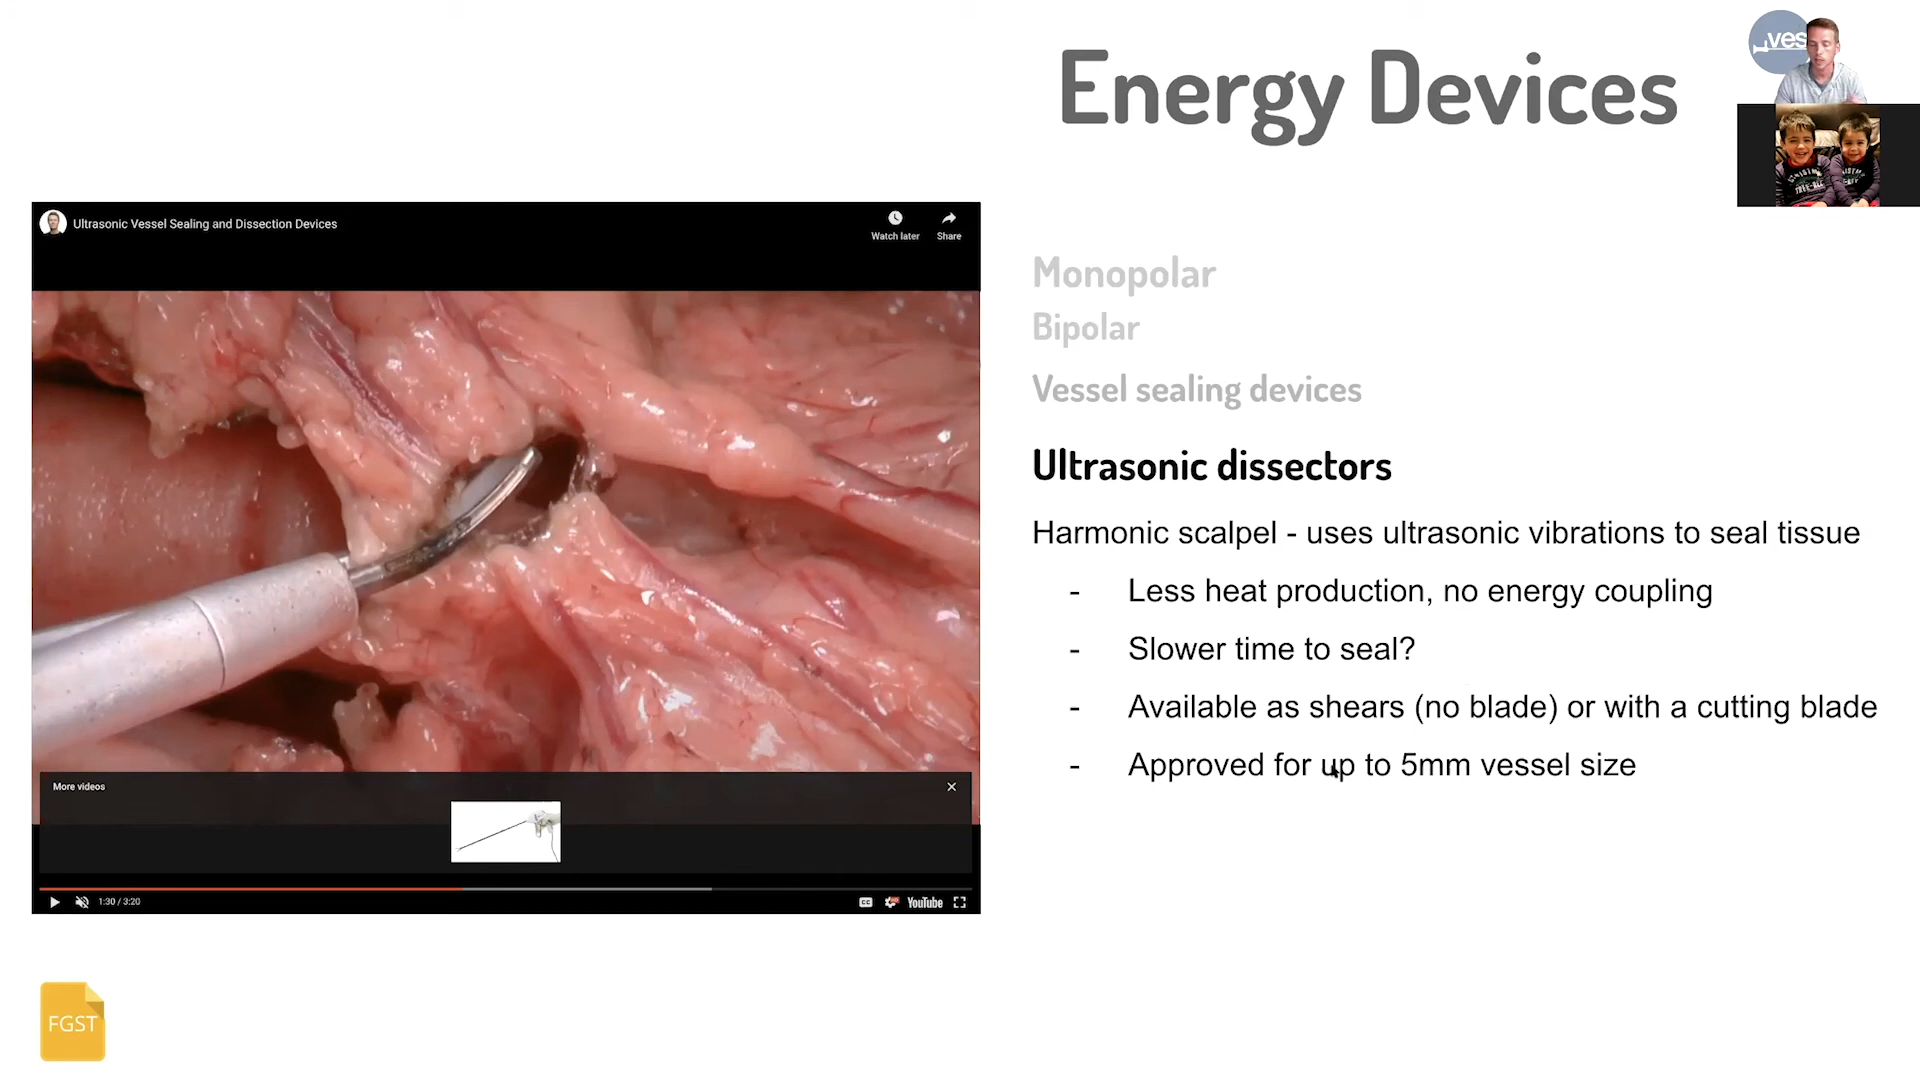 Energy Devices
ves
Ultrasonic Vessel Sealing and Dissection Devices
Watch later
Share
Monopolar
Bipolar
Vessel sealing devices
Ultrasonic dissectors
Harmonic scalpel - uses ultrasonic vibrations to seal tissue
- Less heat production, no energy coupling
- Slower time to seal?
- Available as shears (no blade) or with a cutting blade
- Approved for up to 5mm vessel size
More videos
1:30 / 3:20
CC
YouTube
FGST